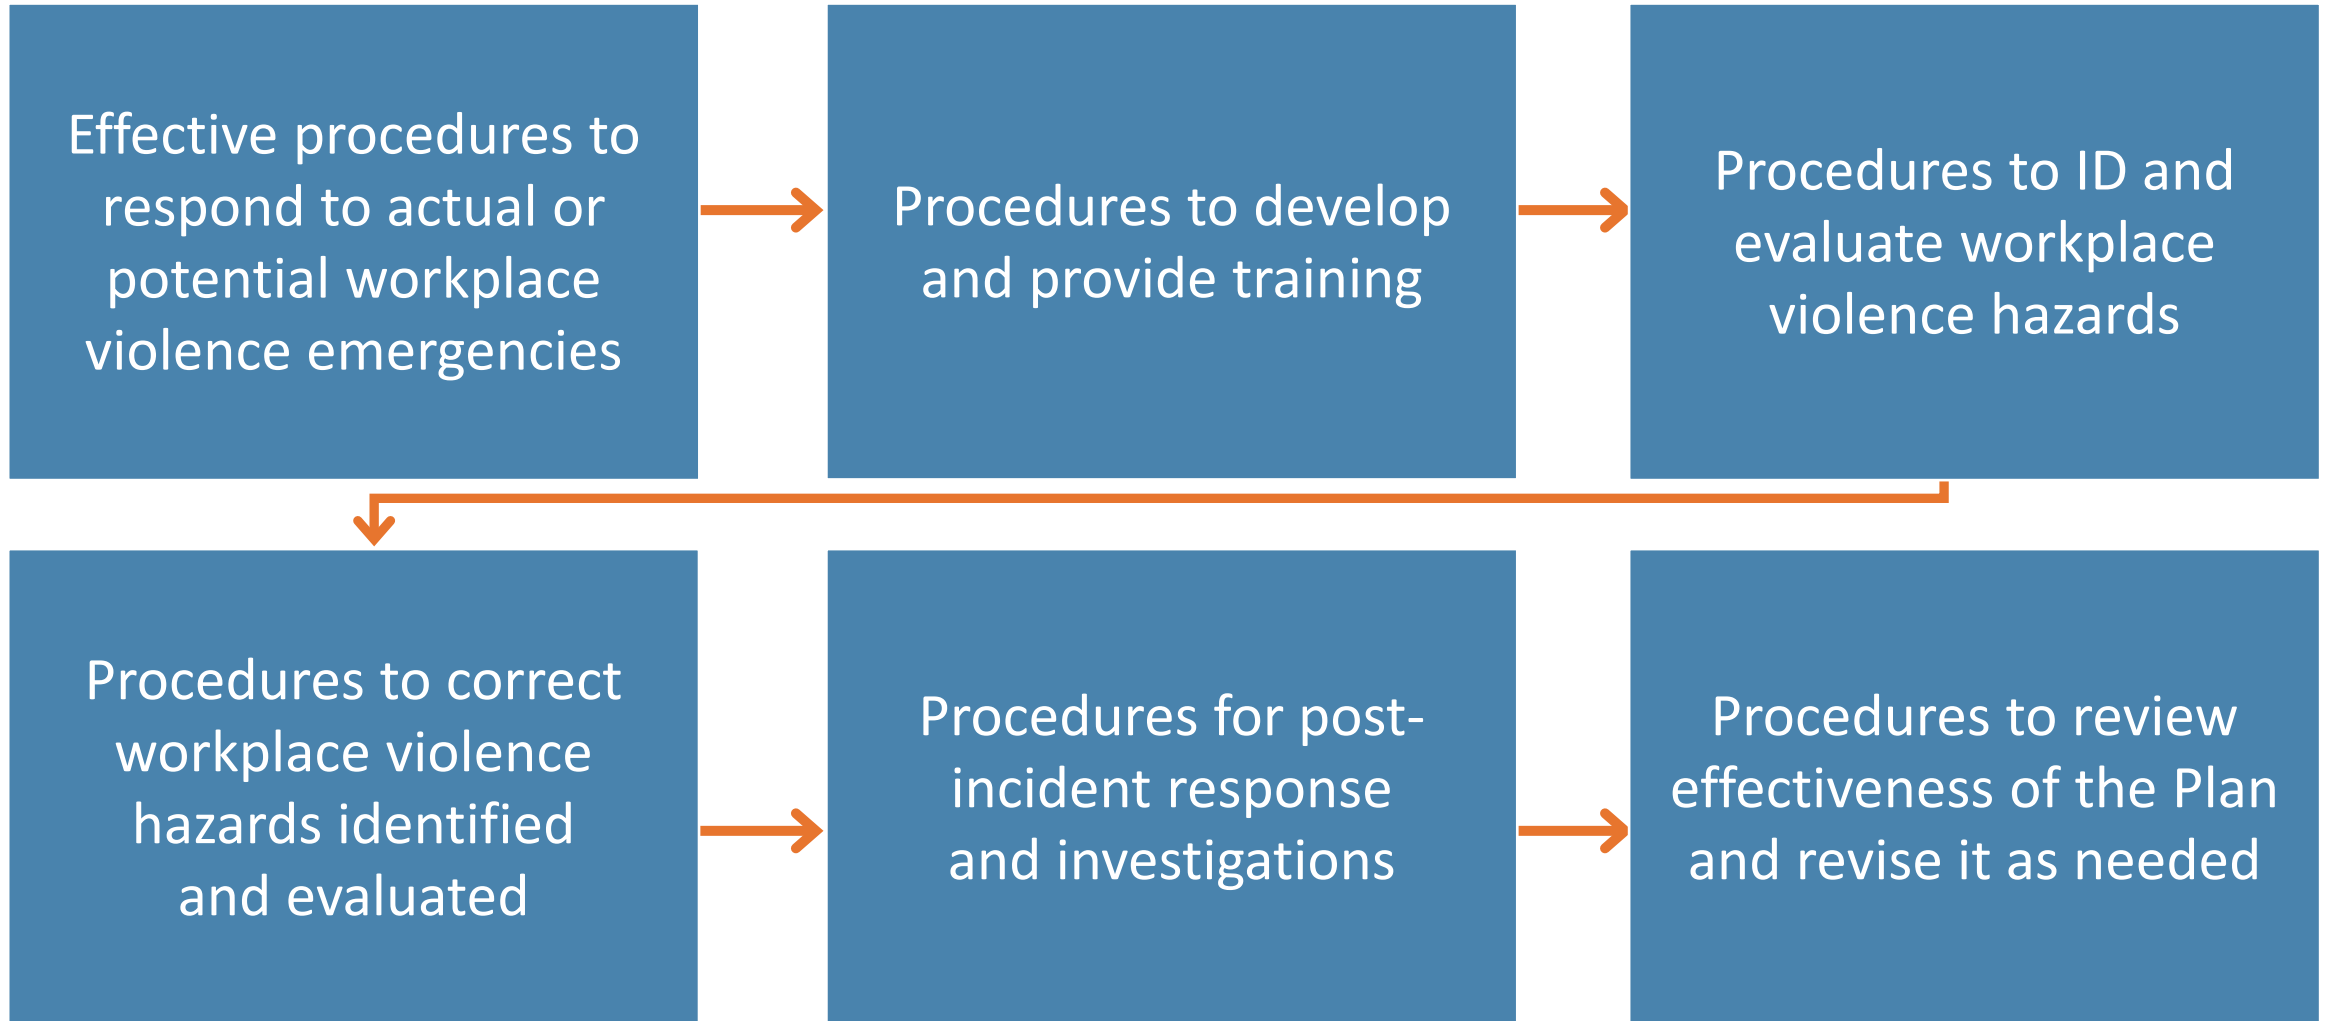 Effective procedures to
respond to actual or
potential workplace
violence emergencies
Procedures to develop
and provide training
Procedures to ID and
evaluate workplace
violence hazards
Procedures to correct
workplace violence
hazards identified
and evaluated
Procedures for post-
incident response
and investigations
Procedures to review
effectiveness of the Plan
and revise it as needed